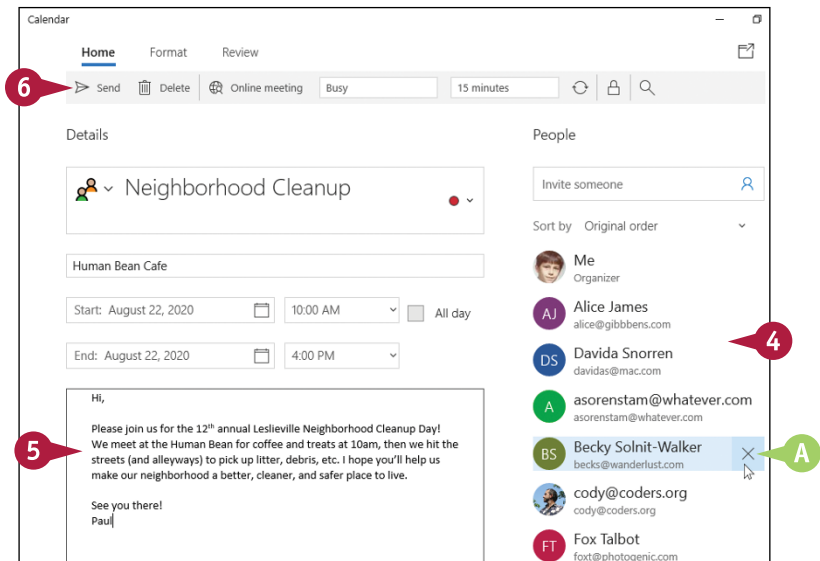 Calendar
Home Format Review
6
Send Delete Online meeting Busy 15 minutes
Details
People
Neighborhood Cleanup
Invite someone
Sort by Original order
Human Bean Cafe
Me
Organizer
Start: August 22, 2020 10:00 AM All day
AJ Alice James
alice@gibbbens.com
4
End: August 22, 2020 4:00 PM
DS Davida Snorren
davidas@mac.com
A asorenstam@whatever.com
asorenstam@whatever.com
5
Hi,
Please join us for the 12th annual Leslieville Neighborhood Cleanup Day!
We meet at the Human Bean for coffee and treats at 10am, then we hit the
streets (and alleyways) to pick up litter, debris, etc. I hope you’ll help us
make our neighborhood a better, cleaner, and safer place to live.
See you there!
Paul
BS Becky Solnit-Walker
becks@wanderlust.com
A
cody@coders.org
cody@coders.org
FT Fox Talbot
foxt@photogenic.com